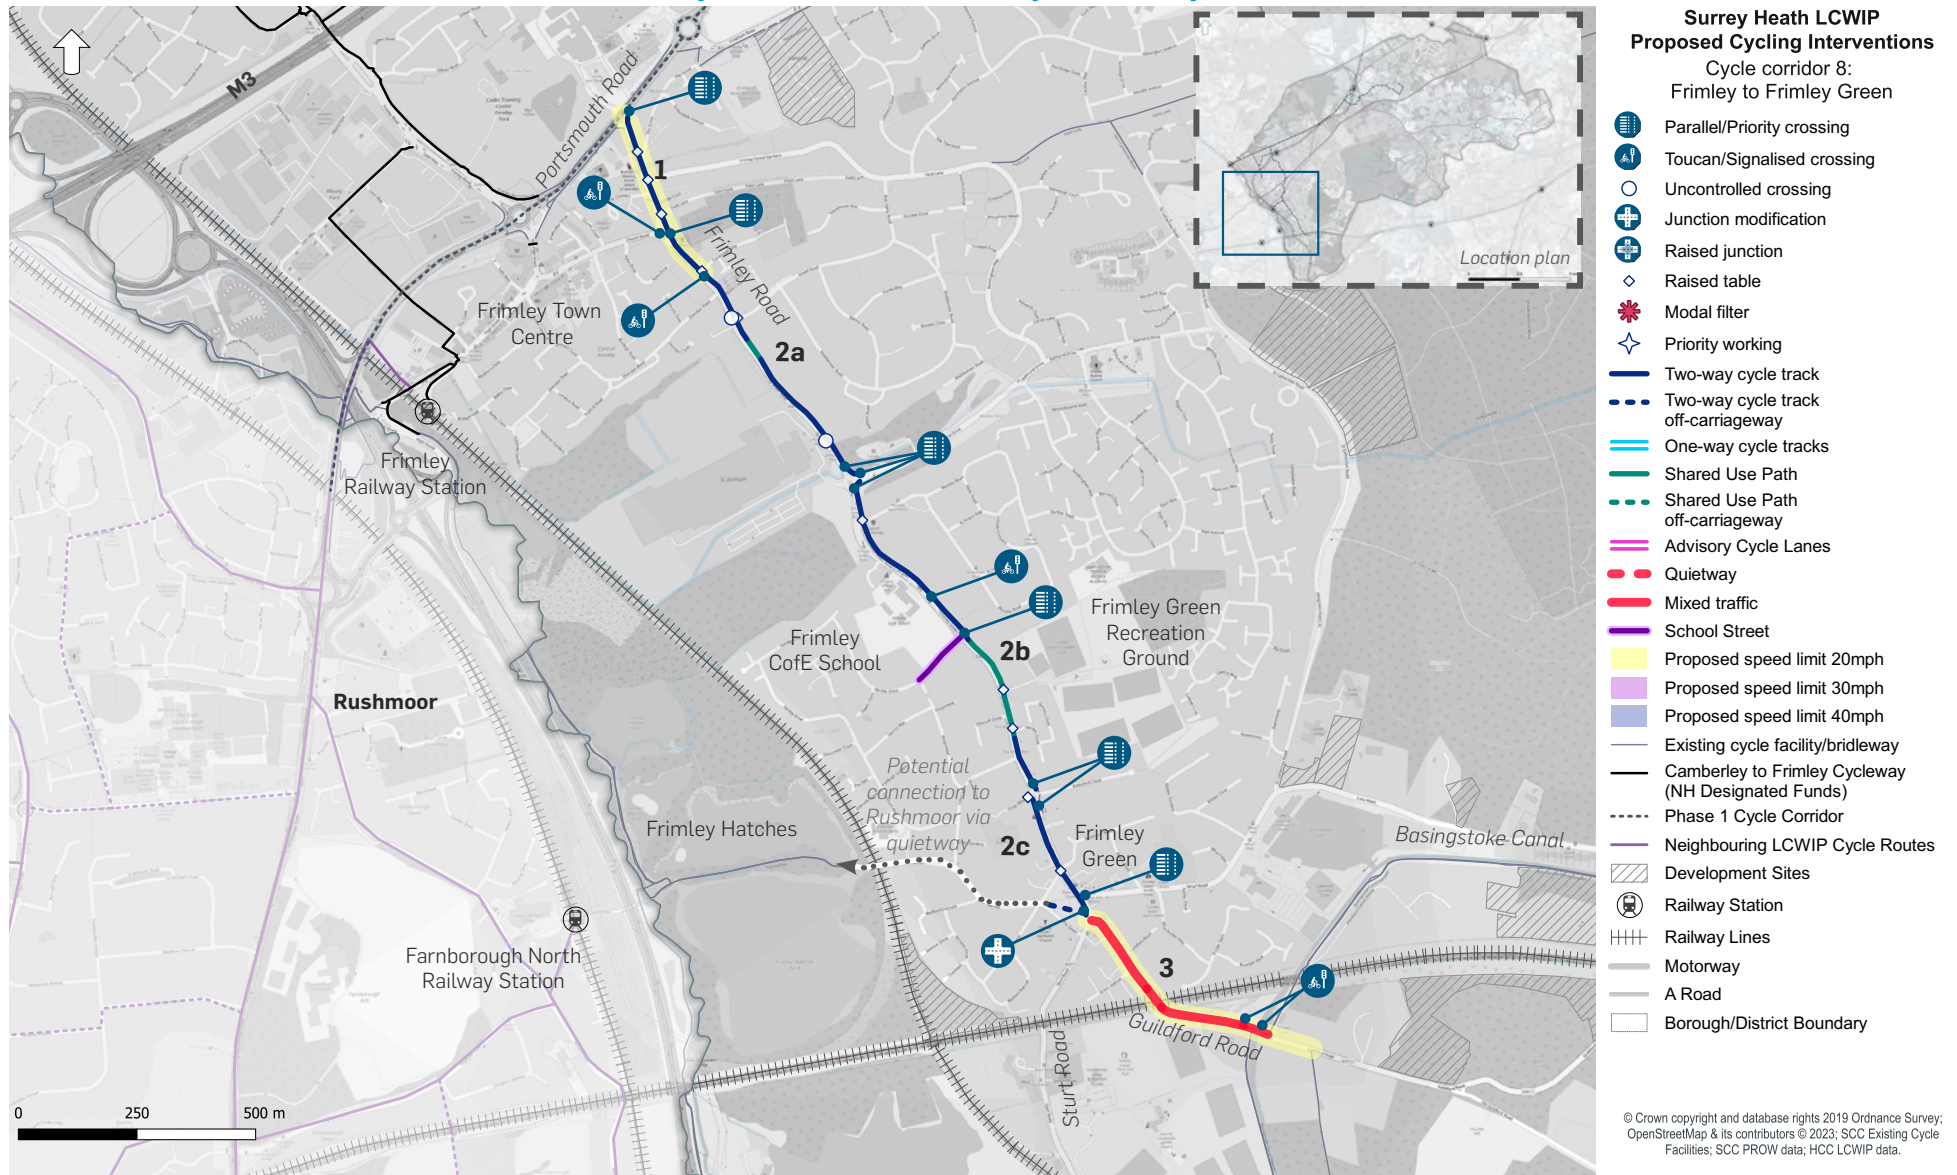 M3
Portsmouth Road
1
Frimley Road
Frimley Town
Centre
2a
Frimley
Railway Station
Frimley
CofE School
2b
Frimley Green
Recreation
Ground
Rushmoor
Potential
connection to
Rushmoor via
quietway
Frimley Hatches
2c
Frimley
Green
Basingstoke Canal
Farnborough North
Railway Station
3
Guildford Road
Sturt Road
0 250 500 m
Location plan
Surrey Heath LCWIP
Proposed Cycling Interventions
Cycle corridor 8:
Frimley to Frimley Green
Parallel/Priority crossing
Toucan/Signalised crossing
Uncontrolled crossing
Junction modification
Raised junction
Raised table
Modal filter
Priority working
Two-way cycle track
Two-way cycle track
off-carriageway
One-way cycle tracks
Shared Use Path
Shared Use Path
off-carriageway
Advisory Cycle Lanes
Quietway
Mixed traffic
School Street
Proposed speed limit 20mph
Proposed speed limit 30mph
Proposed speed limit 40mph
Existing cycle facility/bridleway
Camberley to Frimley Cycleway
(NH Designated Funds)
Phase 1 Cycle Corridor
Neighbouring LCWIP Cycle Routes
Development Sites
Railway Station
Railway Lines
Motorway
A Road
Borough/District Boundary
© Crown copyright and database rights 2019 Ordnance Survey;
OpenStreetMap & its contributors © 2023; SCC Existing Cycle
Facilities; SCC PROW data; HCC LCWIP data.